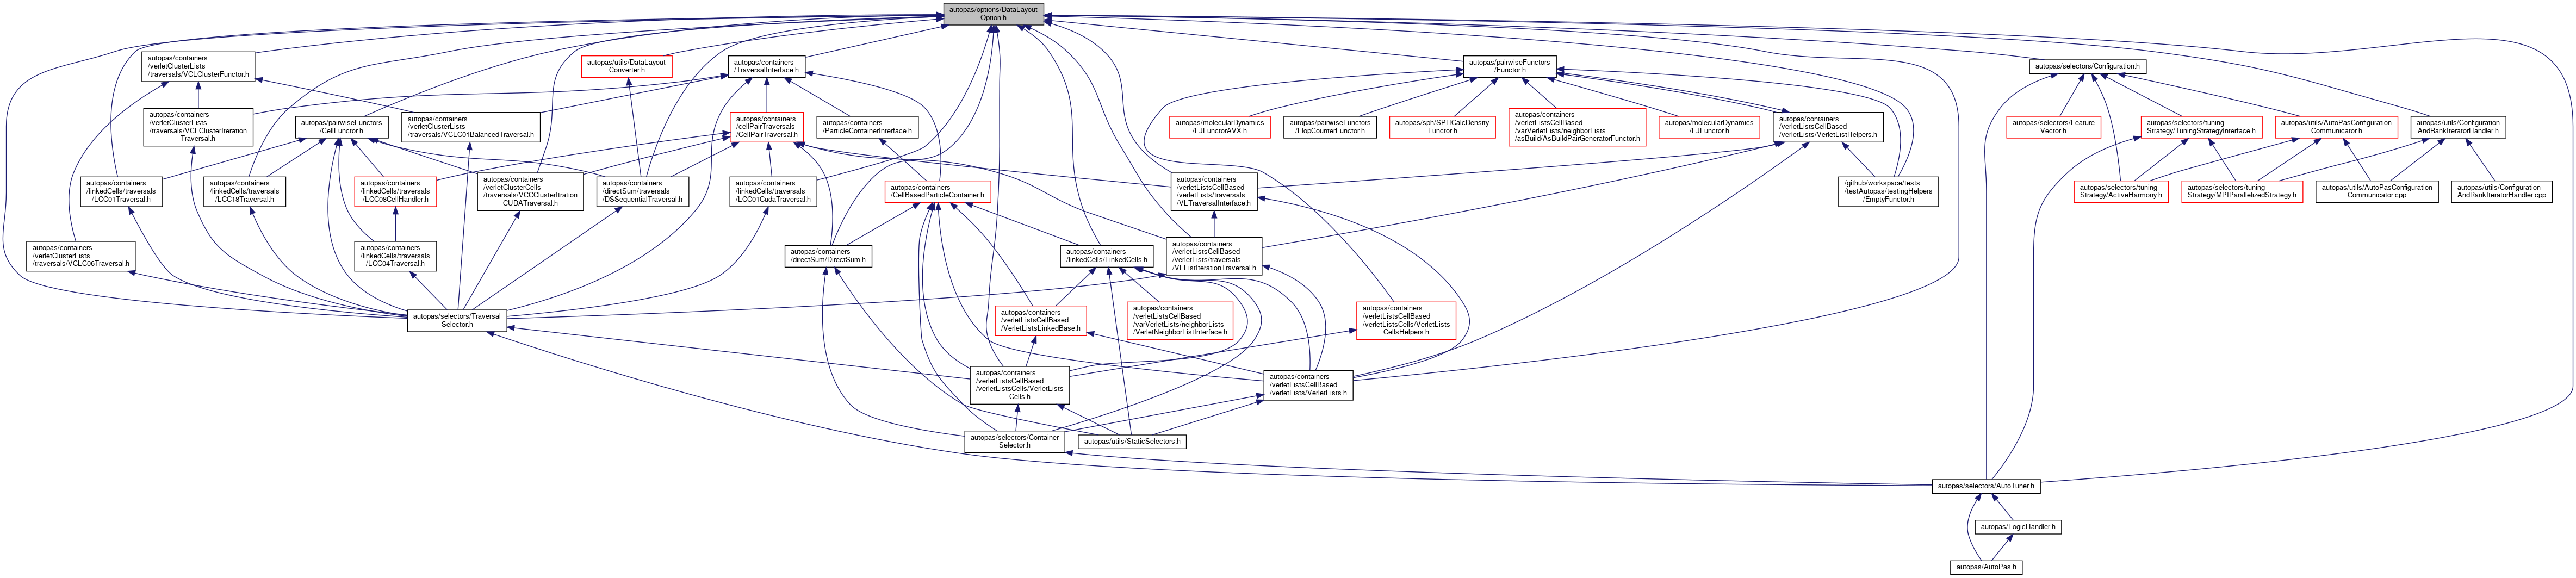 autopas/options/DataLayout
Option.h
autopas/containers
/verletClusterLists
/traversals/VCLClusterFunctor.h
autopas/utils/DataLayout
Converter.h
autopas/containers
/TraversalInterface.h
autopas/pairwiseFunctors
/Functor.h
autopas/selectors/Configuration.h
autopas/containers
/verletClusterLists
/traversals/VCLClusterIteration
Traversal.h
autopas/pairwiseFunctors
/CellFunctor.h
autopas/containers
/verletClusterLists
/traversals/VCLC01BalancedTraversal.h
autopas/containers
/cellPairTraversals
/CellPairTraversal.h
autopas/containers
/ParticleContainerInterface.h
autopas/molecularDynamics
/LJFunctorAVX.h
autopas/pairwiseFunctors
/FlopCounterFunctor.h
autopas/sph/SPHCalcDensity
Functor.h
autopas/containers
/verletListsCellBased
/varVerletLists/neighborLists
/asBuild/AsBuildPairGeneratorFunctor.h
autopas/molecularDynamics
/LJFunctor.h
autopas/containers
/verletListsCellBased
/verletLists/VerletListHelpers.h
autopas/selectors/Feature
Vector.h
autopas/selectors/tuning
Strategy/TuningStrategyInterface.h
autopas/utils/AutoPasConfiguration
Communicator.h
autopas/utils/Configuration
AndRankIteratorHandler.h
autopas/containers
/linkedCells/traversals
/LCC01Traversal.h
autopas/containers
/linkedCells/traversals
/LCC18Traversal.h
autopas/containers
/linkedCells/traversals
/LCC08CellHandler.h
autopas/containers
/verletClusterCells
/traversals/VCCClusterItration
CUDATraversal.h
autopas/containers
/directSum/traversals
/DSSequentialTraversal.h
autopas/containers
/linkedCells/traversals
/LCC01CudaTraversal.h
autopas/containers
/CellBasedParticleContainer.h
autopas/containers
/verletListsCellBased
/verletLists/traversals
/VLTraversalInterface.h
/github/workspace/tests
/testAutopas/testingHelpers
/EmptyFunctor.h
autopas/selectors/tuning
Strategy/ActiveHarmony.h
autopas/selectors/tuning
Strategy/MPIParallelizedStrategy.h
autopas/utils/AutoPasConfiguration
Communicator.cpp
autopas/utils/Configuration
AndRankIteratorHandler.cpp
autopas/containers
/verletClusterLists
/traversals/VCLC06Traversal.h
autopas/containers
/linkedCells/traversals
/LCC04Traversal.h
autopas/containers
/directSum/DirectSum.h
autopas/containers
/linkedCells/LinkedCells.h
autopas/containers
/verletListsCellBased
/verletLists/traversals
/VLListIterationTraversal.h
autopas/selectors/Traversal
Selector.h
autopas/containers
/verletListsCellBased
/VerletListsLinkedBase.h
autopas/containers
/verletListsCellBased
/varVerletLists/neighborLists
/VerletNeighborListInterface.h
autopas/containers
/verletListsCellBased
/verletListsCells/VerletLists
CellsHelpers.h
autopas/containers
/verletListsCellBased
/verletListsCells/VerletLists
Cells.h
autopas/containers
/verletListsCellBased
/verletLists/VerletLists.h
autopas/selectors/Container
Selector.h
autopas/utils/StaticSelectors.h
autopas/selectors/AutoTuner.h
autopas/LogicHandler.h
autopas/AutoPas.h